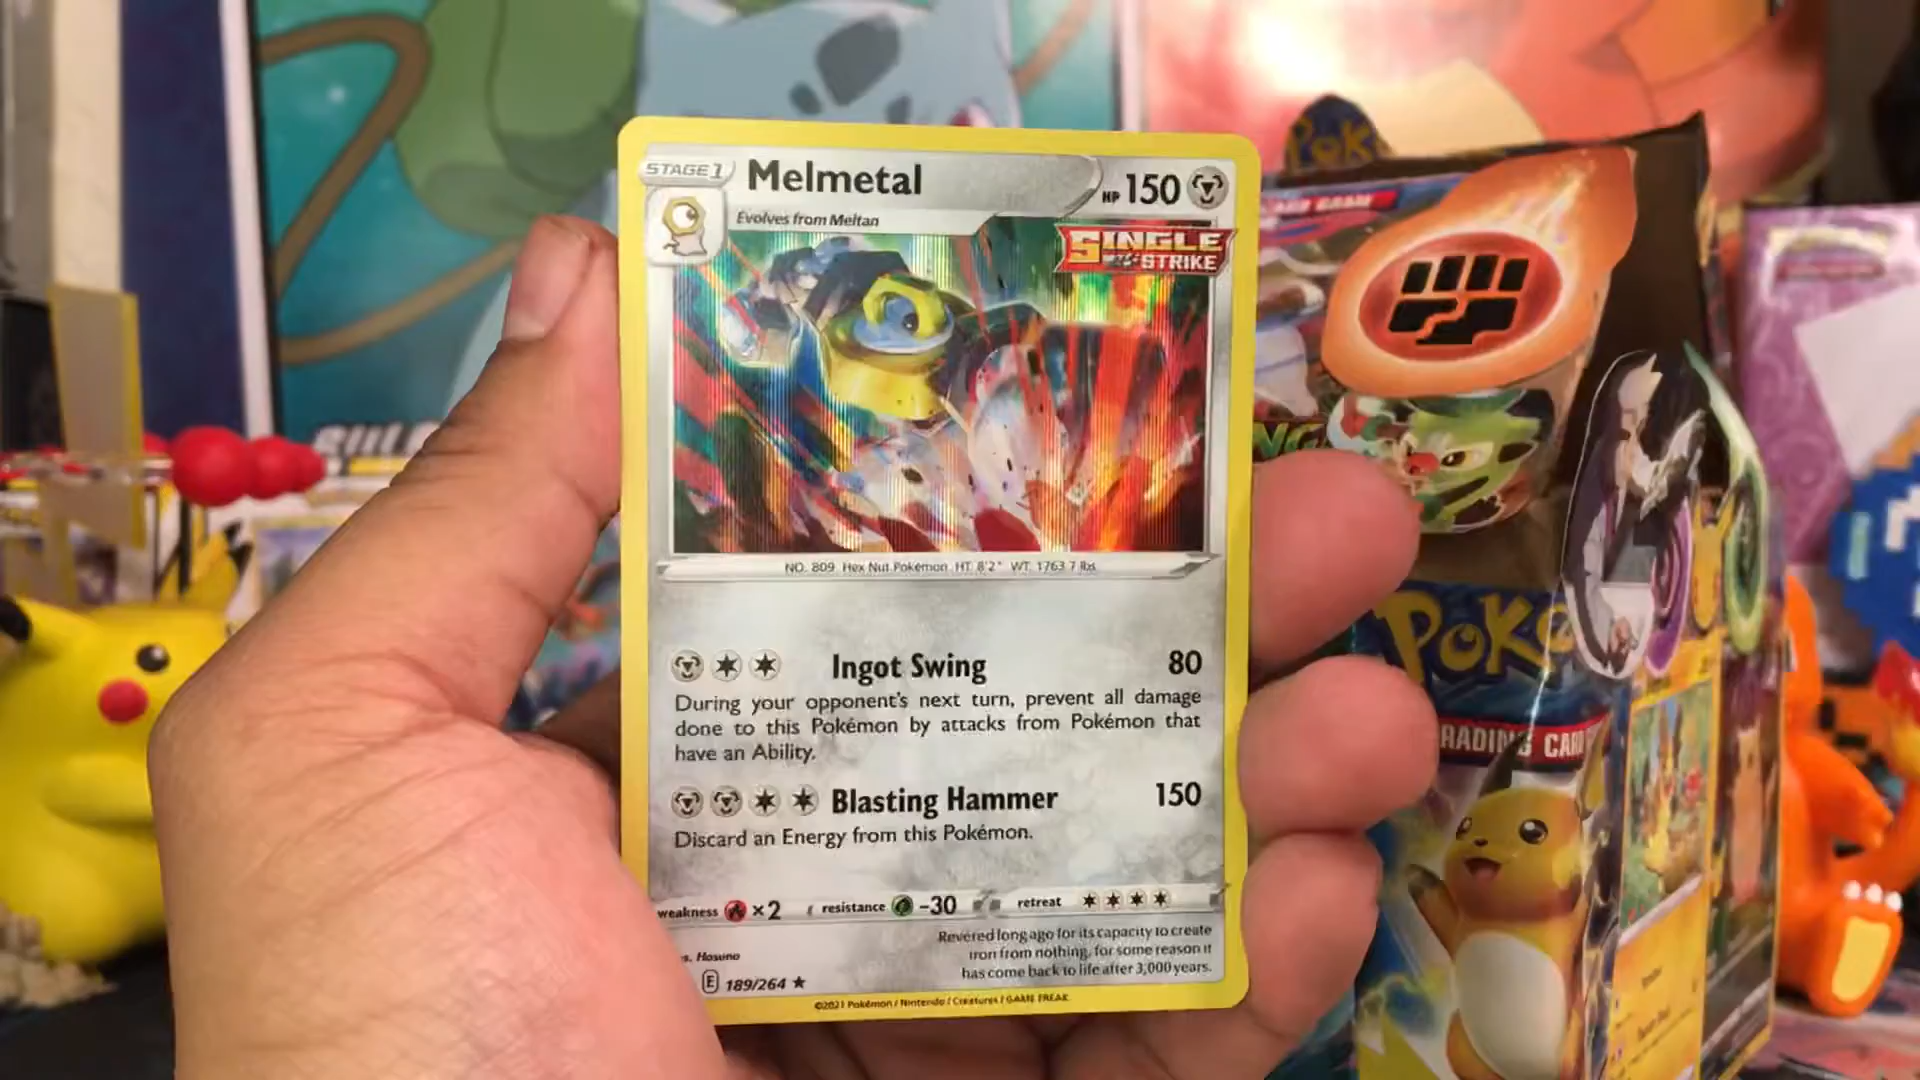 STAGE 1
Melmetal
HP 150
Evolves from Meltan
SINGLE
STRIKE
NO. 809 Hex Nut Pokémon HT 8'2" WT. 1763.7 lbs
Ingot Swing 80
During your opponent's next turn, prevent all damage
done to this Pokémon by attacks from Pokémon that
have an Ability.
Blasting Hammer 150
Discard an Energy from this Pokémon.
weakness ×2 resistance -30 retreat
Revered long ago for its capacity to create
iron from nothing, for some reason it
has come back to life after 3,000 years.
Hosuno
E 189/264
©2021 Pokémon / Nintendo / Creatures / GAME FREAK
POK
NG
POKé
RADING CARD